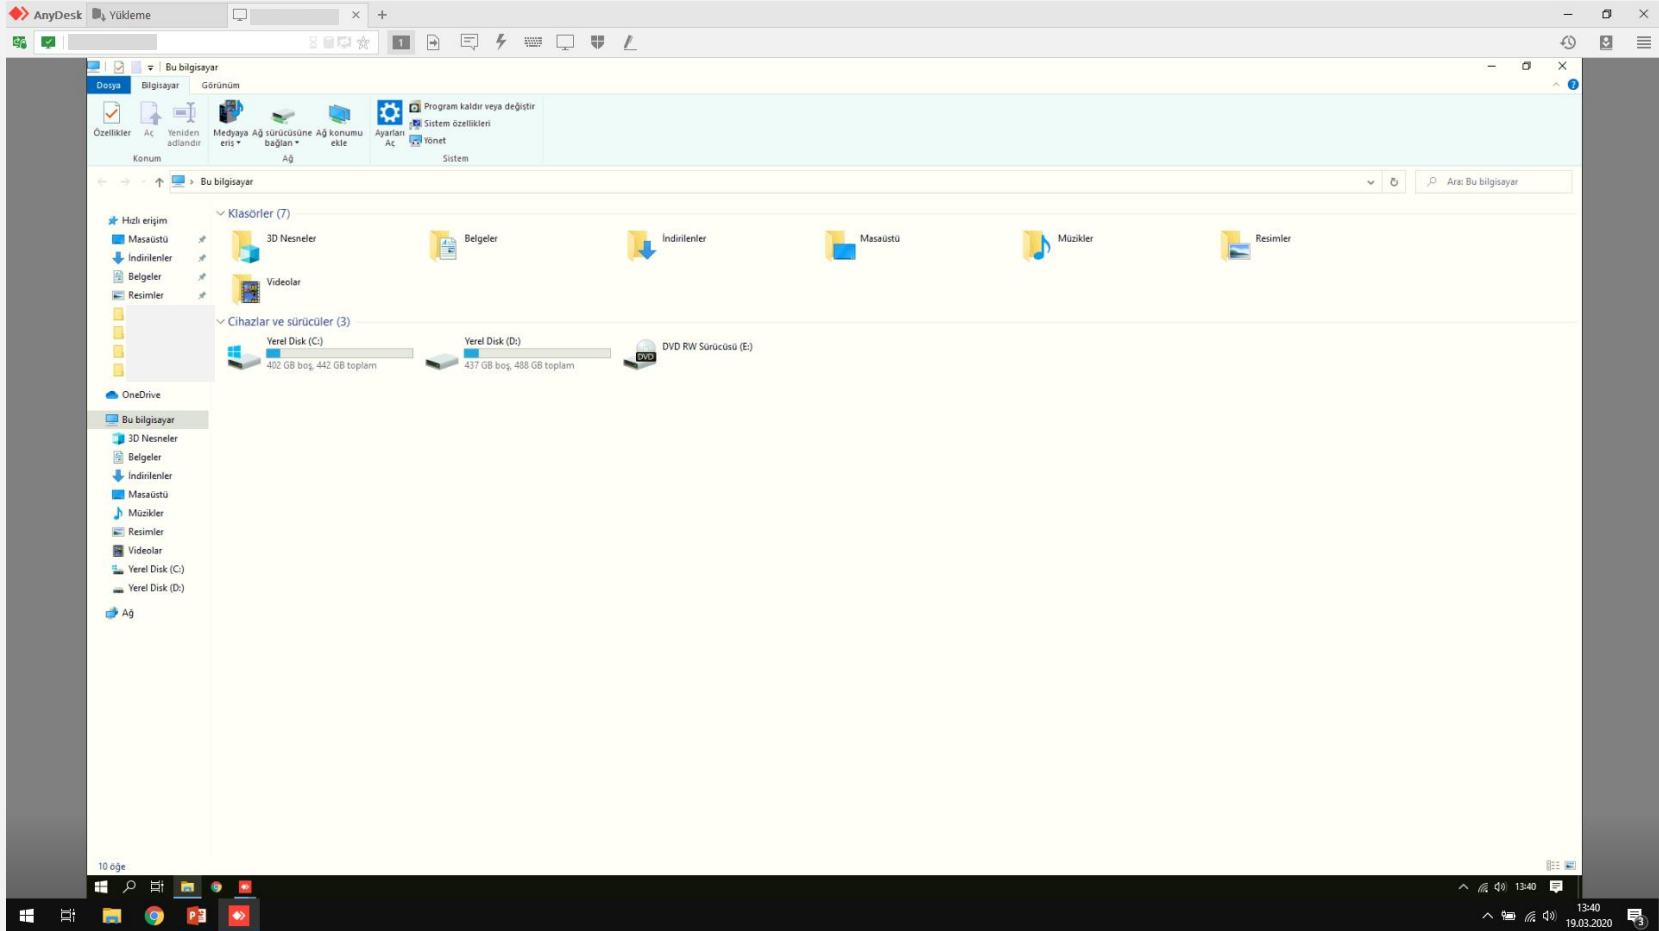 AnyDesk Yükleme
1
Bu bilgisayar
Dosya Bilgisayar Görünüm
Özellikler Aç Yeniden adlandır
Medyaya eriş Ağ sürücüsüne bağlan Ağ konumu ekle
Ayarları Aç
Program kaldır veya değiştir
Sistem özellikleri
Yönet
Konum Ağ Sistem
Bu bilgisayar
Ara: Bu bilgisayar
Hızlı erişim
Masaüstü
İndirilenler
Belgeler
Resimler
OneDrive
Bu bilgisayar
3D Nesneler
Belgeler
İndirilenler
Masaüstü
Müzikler
Resimler
Videolar
Yerel Disk (C:)
Yerel Disk (D:)
Ağ
Klasörler (7)
3D Nesneler Belgeler İndirilenler Masaüstü Müzikler Resimler
Videolar
Cihazlar ve sürücüler (3)
Yerel Disk (C:)
402 GB boş, 442 GB toplam
Yerel Disk (D:)
437 GB boş, 488 GB toplam
DVD RW Sürücüsü (E:)
DVD
10 öğe
13:40
13:40
19.03.2020
3